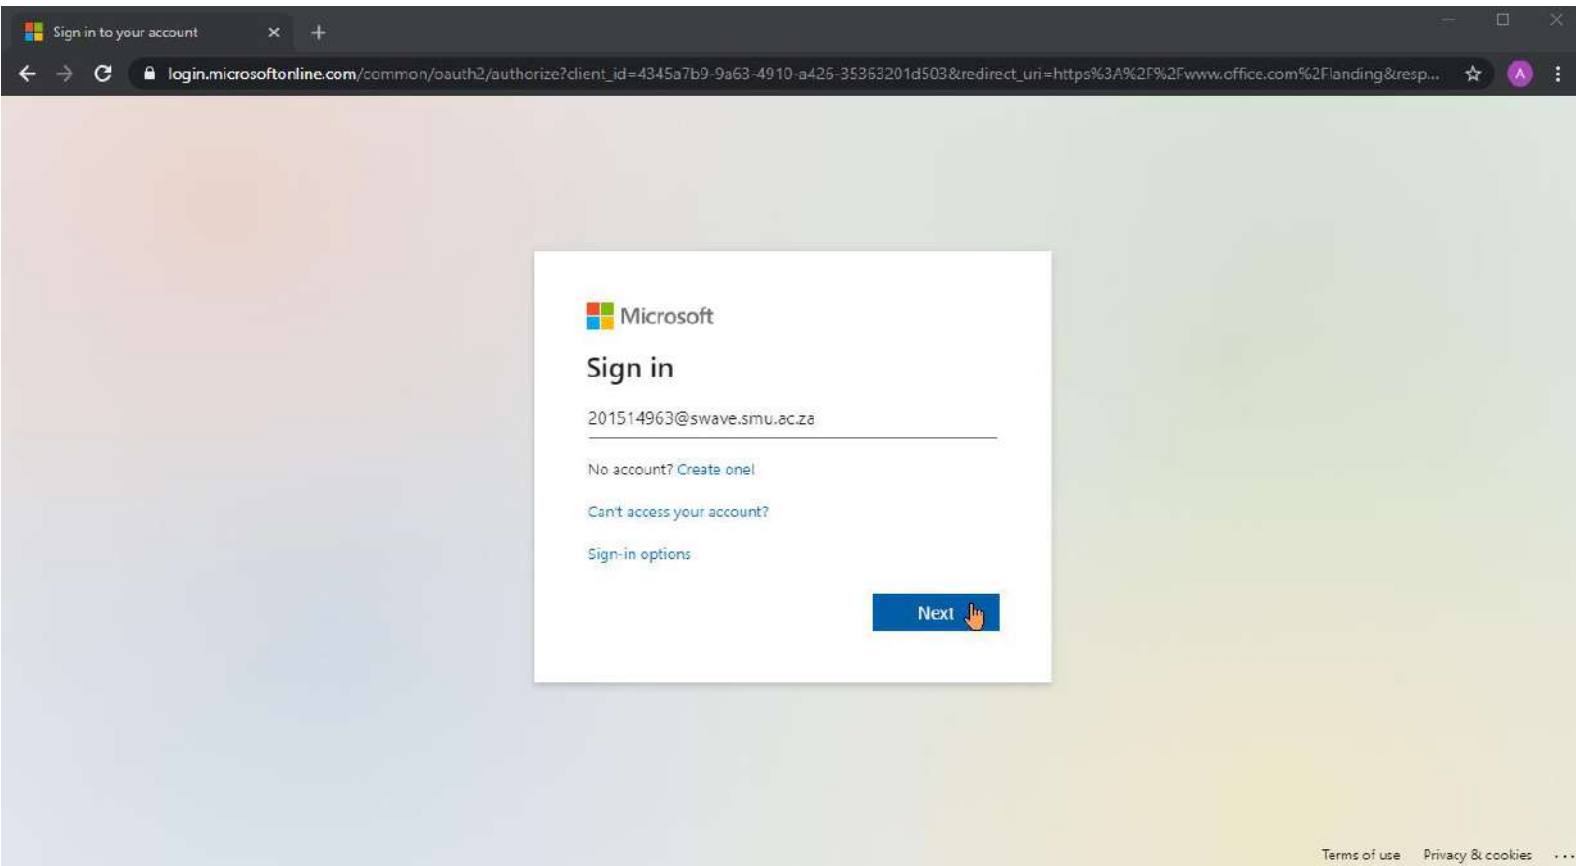 Sign in to your account
login.microsoftonline.com/common/oauth2/authorize?client_id=4345a7b9-9a63-4910-a426-35363201d503&redirect_uri=https%3A%2F%2Fwww.office.com%2Flanding&resp...
A
Microsoft
Sign in
201514963@swave.smu.ac.za
No account? Create one!
Can't access your account?
Sign-in options
Next
Terms of use Privacy & cookies ...